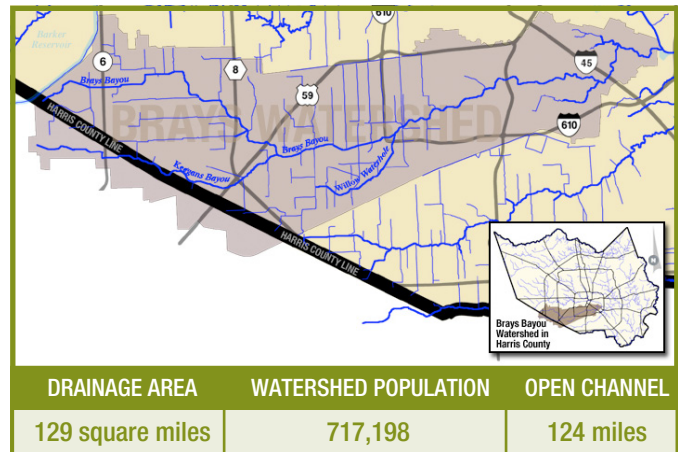 610
Barker
Reservoir
6
8
45
Brays Bayou
59
BRAYS WATERSHED
HARRIS COUNTY LINE
610
Brays Bayou
Keegans Bayou
Willow Waterhole
HARRIS COUNTY LINE
N
Brays Bayou
Watershed in
Harris County
DRAINAGE AREA WATERSHED POPULATION OPEN CHANNEL
129 square miles 717,198 124 miles